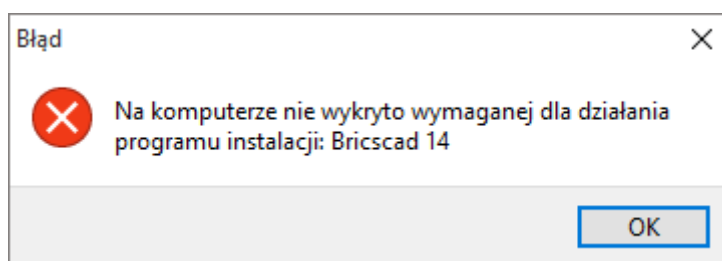 Błąd
Na komputerze nie wykryto wymaganej dla działania
programu instalacji: Bricscad 14
OK